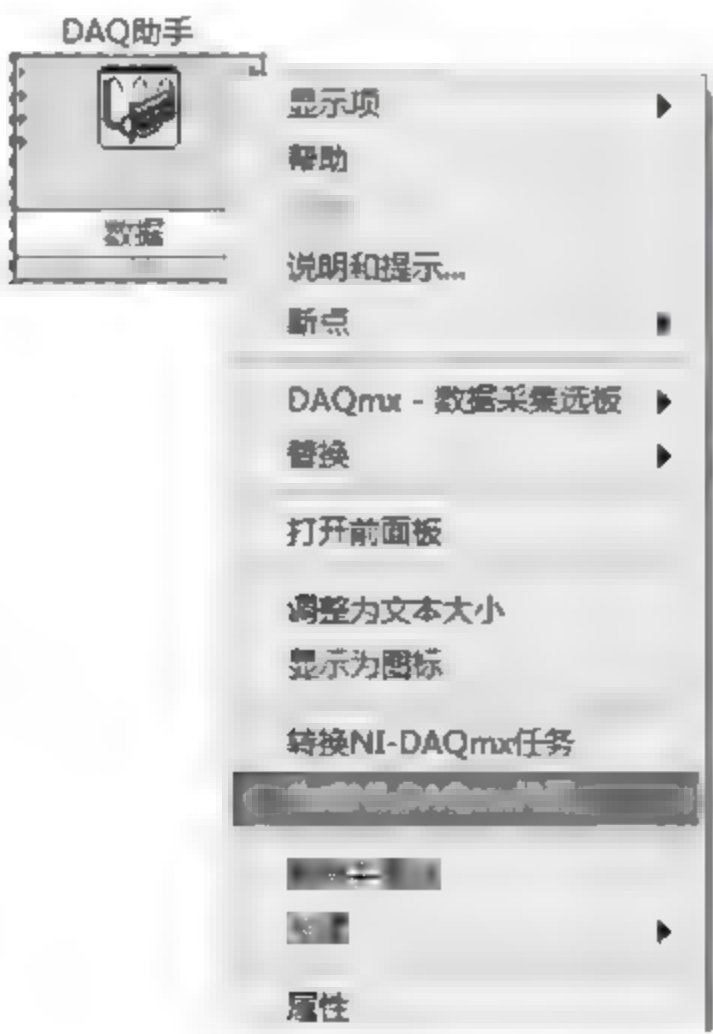 DAQ助手
数据
显示项
帮助
说明和提示...
断点
DAQmx - 数据采集选板
替换
打开前面板
调整为文本大小
显示为图标
转换NI-DAQmx任务
属性